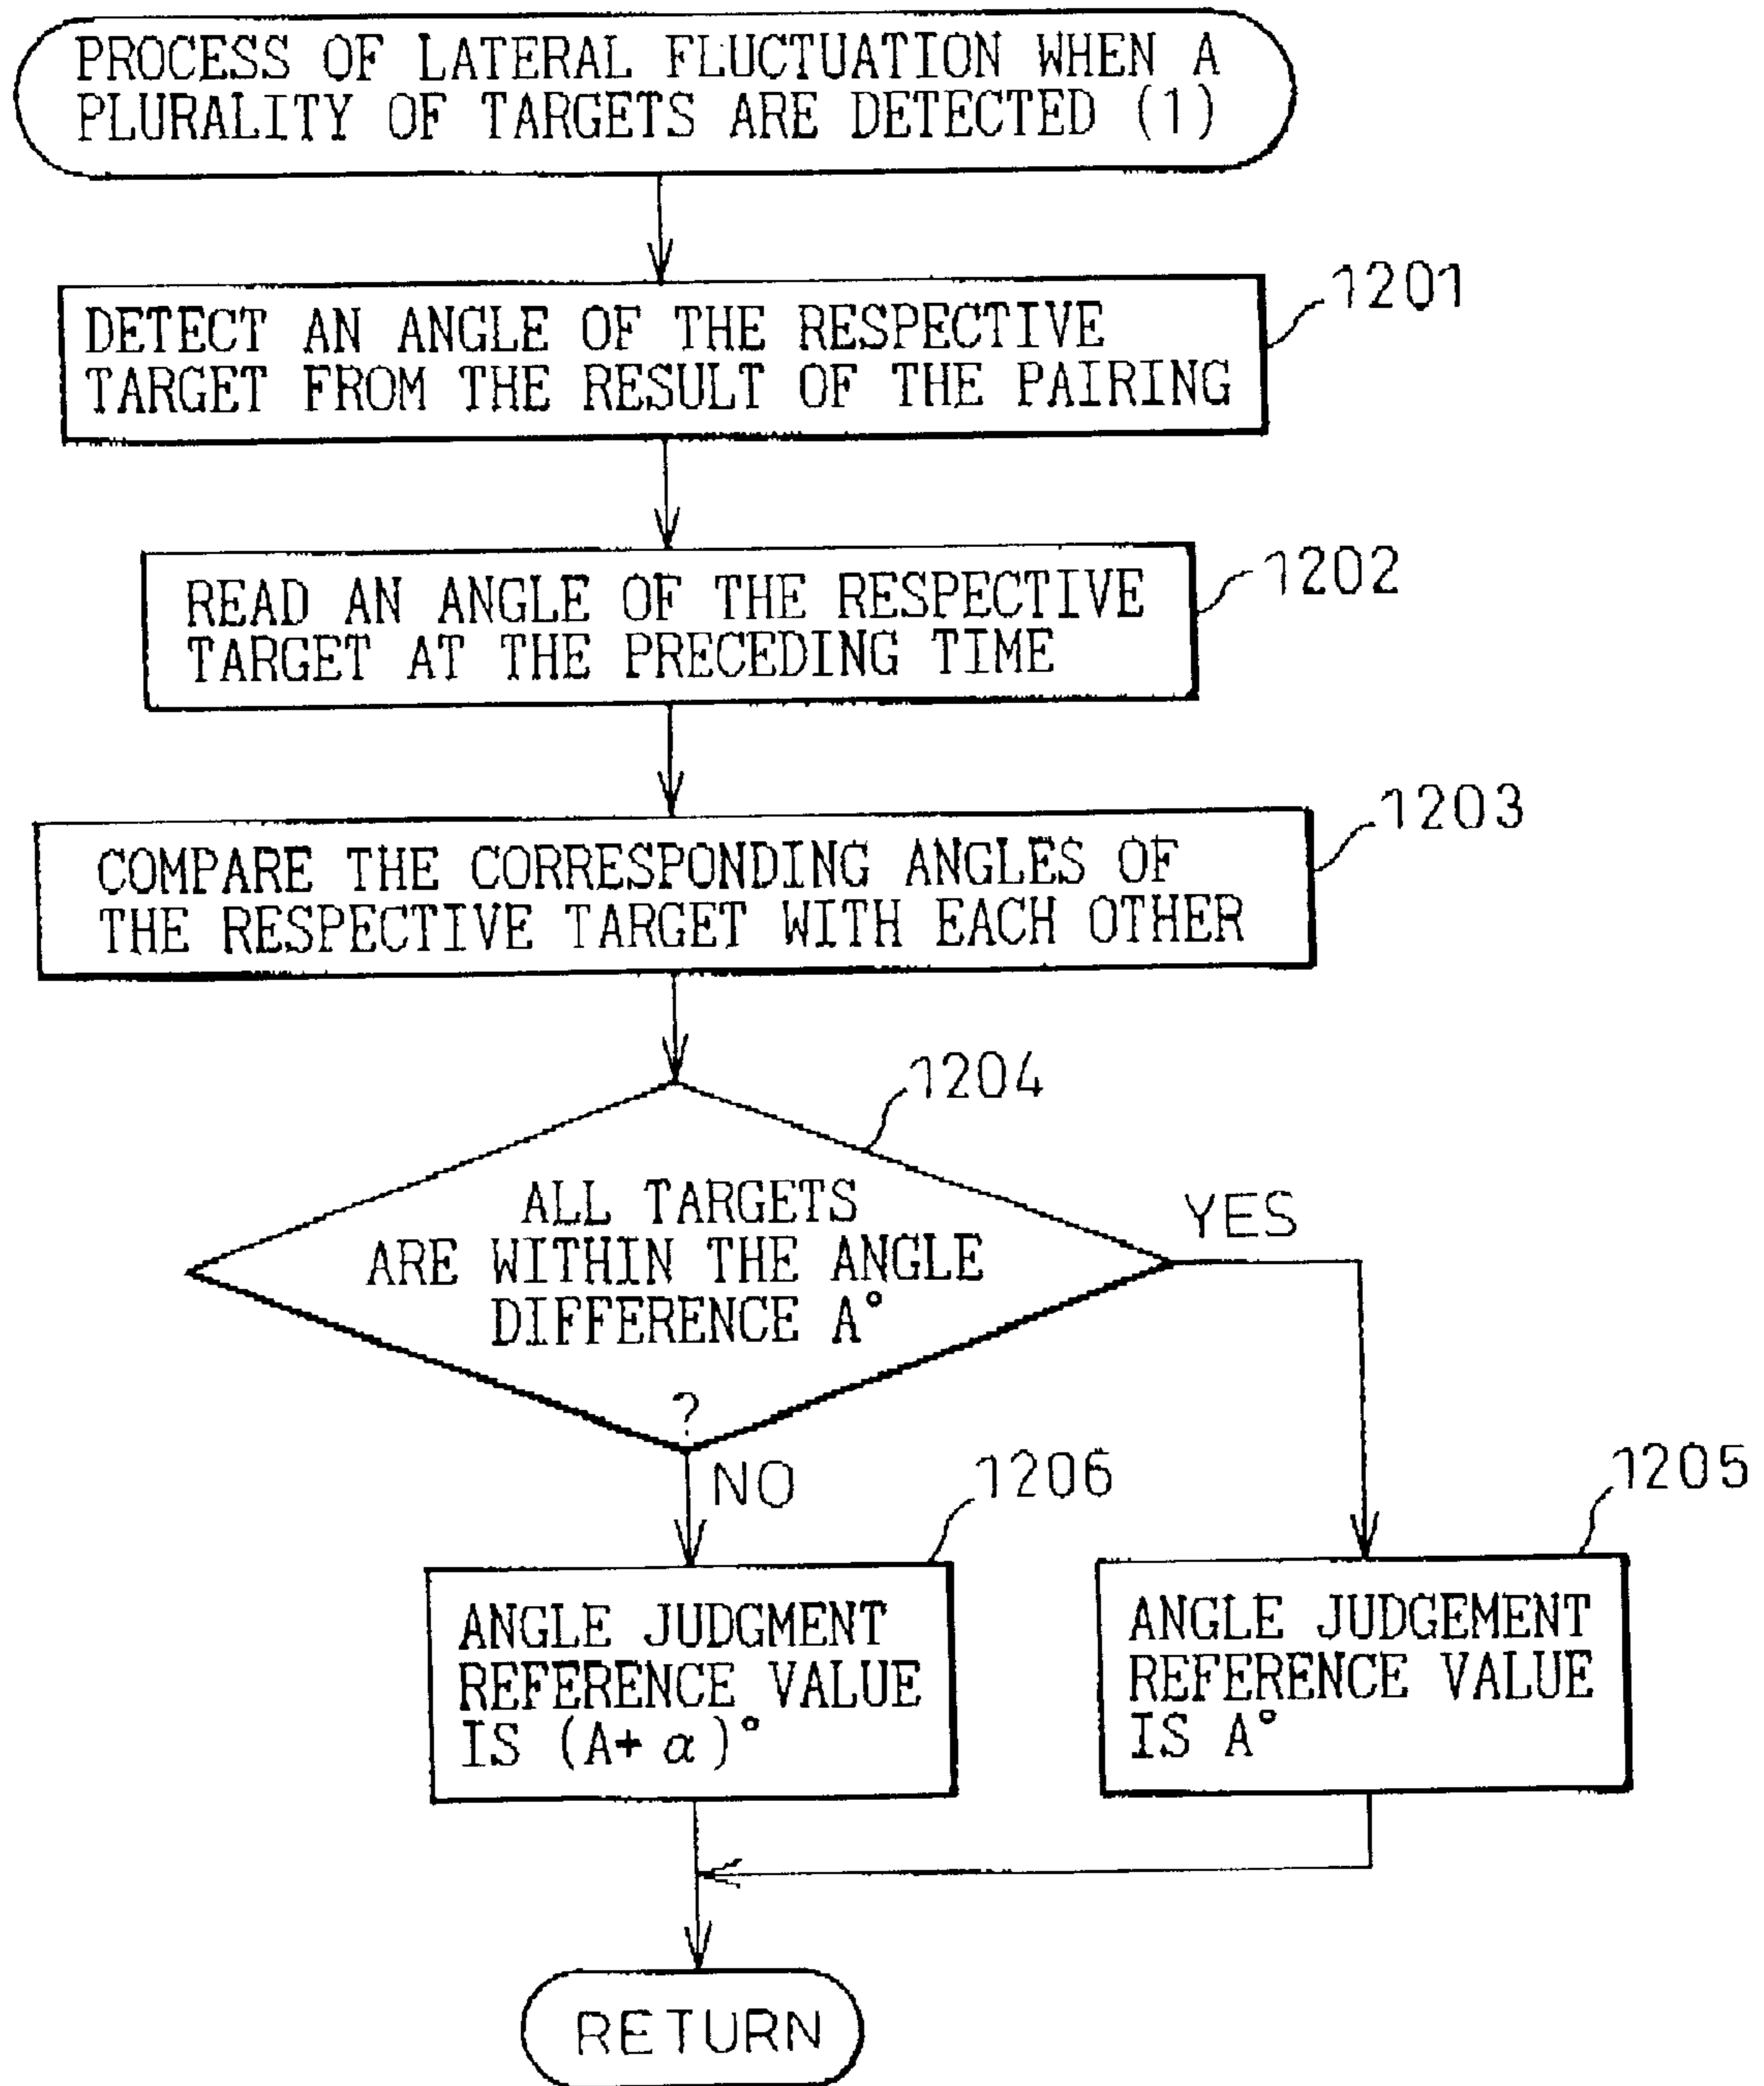 PROCESS OF LATERAL FLUCTUATION WHEN A
PLURALITY OF TARGETS ARE DETECTED (1)
1201
DETECT AN ANGLE OF THE RESPECTIVE
TARGET FROM THE RESULT OF THE PAIRING
1202
READ AN ANGLE OF THE RESPECTIVE
TARGET AT THE PRECEDING TIME
1203
COMPARE THE CORRESPONDING ANGLES OF
THE RESPECTIVE TARGET WITH EACH OTHER
1204
ALL TARGETS
ARE WITHIN THE ANGLE
DIFFERENCE A°
?
YES
NO
1206
ANGLE JUDGMENT
REFERENCE VALUE
IS (A+ α)°
1205
ANGLE JUDGEMENT
REFERENCE VALUE
IS A°
RETURN